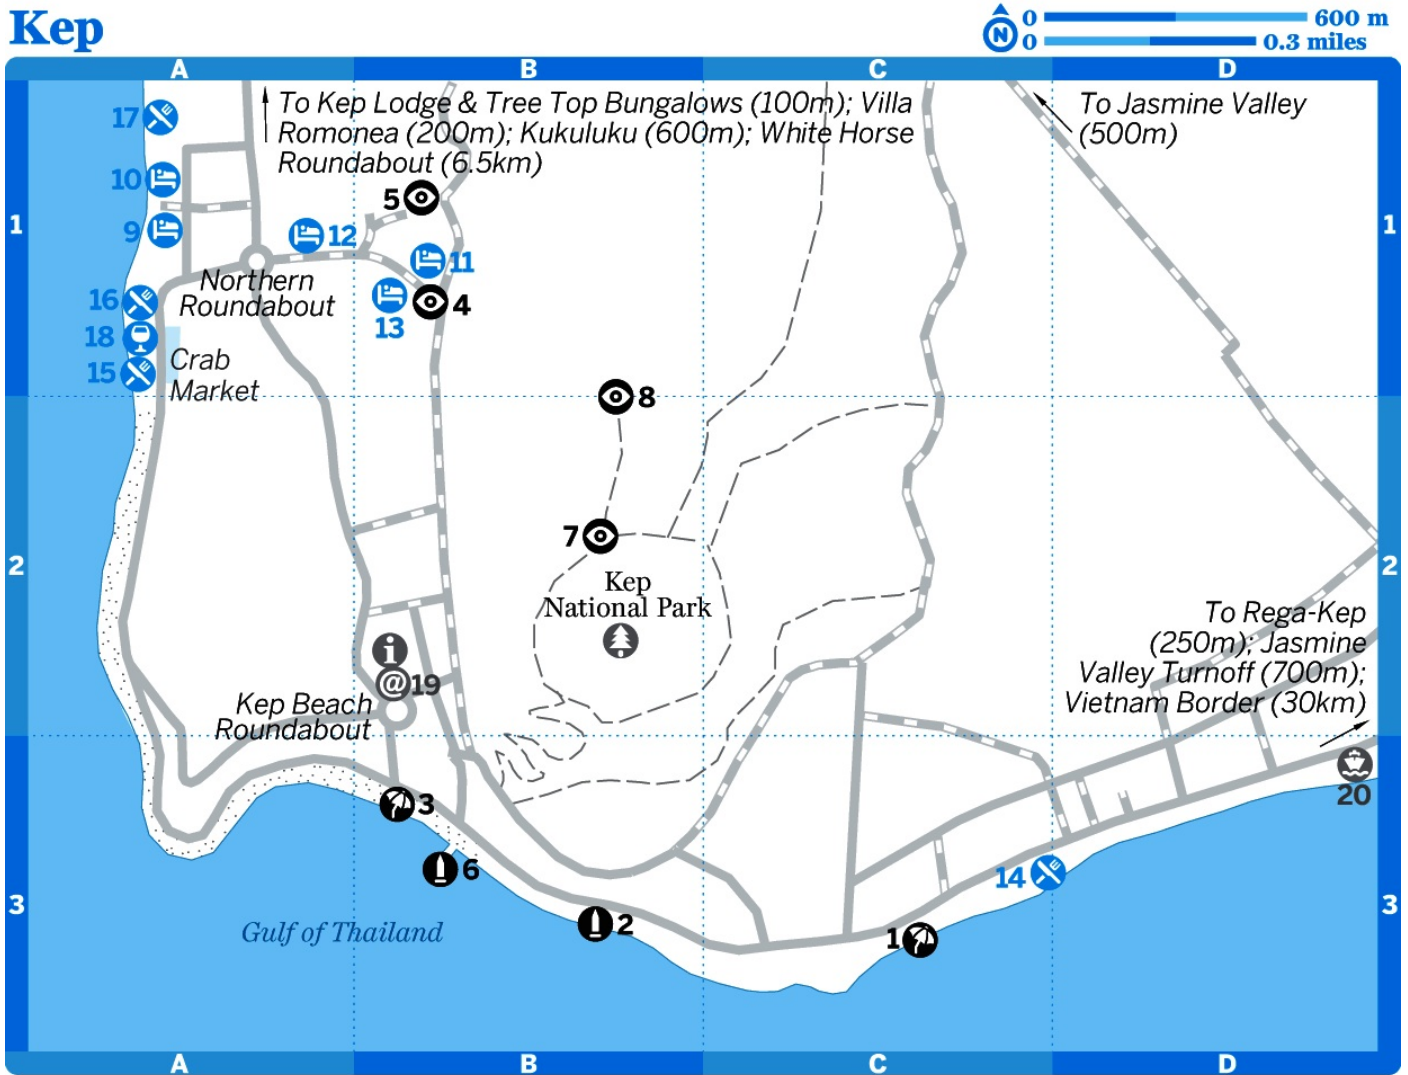 Kep
0 600 m
N
0 0.3 miles
A B C D
17
To Kep Lodge & Tree Top Bungalows (100m); Villa
Romonea (200m); Kukuluku (600m); White Horse
Roundabout (6.5km)
To Jasmine Valley
(500m)
10
5
1 1
9
12
11
Northern
Roundabout
16
4
13
18
Crab
Market
15
8
7
2 2
Kep
National Park
To Rega-Kep
(250m); Jasmine
Valley Turnoff (700m);
Vietnam Border (30km)
i
@ 19
Kep Beach
Roundabout
20
3
6
14
3 3
2
Gulf of Thailand
1
A B C D